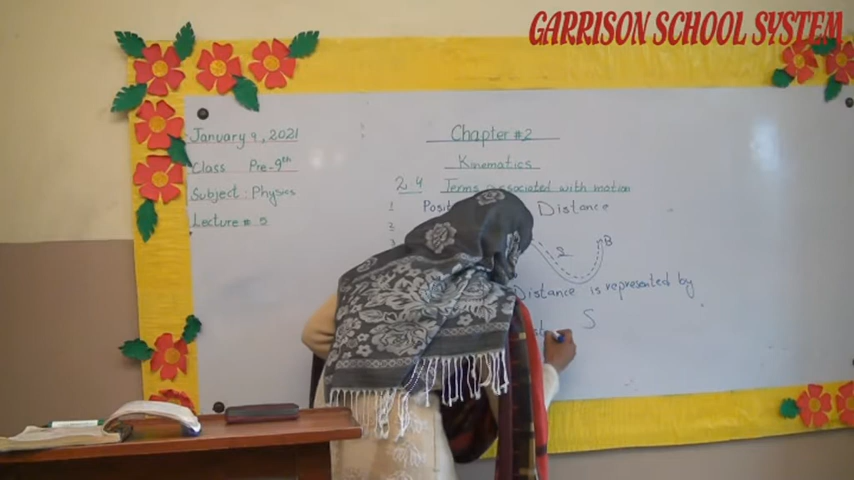 GARRISON SCHOOL SYSTEM
January 9, 2021
Class Pre-9th
Subject: Physics
Lecture # 5
Chapter #2
Kinematics
2.4 Terms associated with motion
1 Distance
3
B
Distance is represented by
S